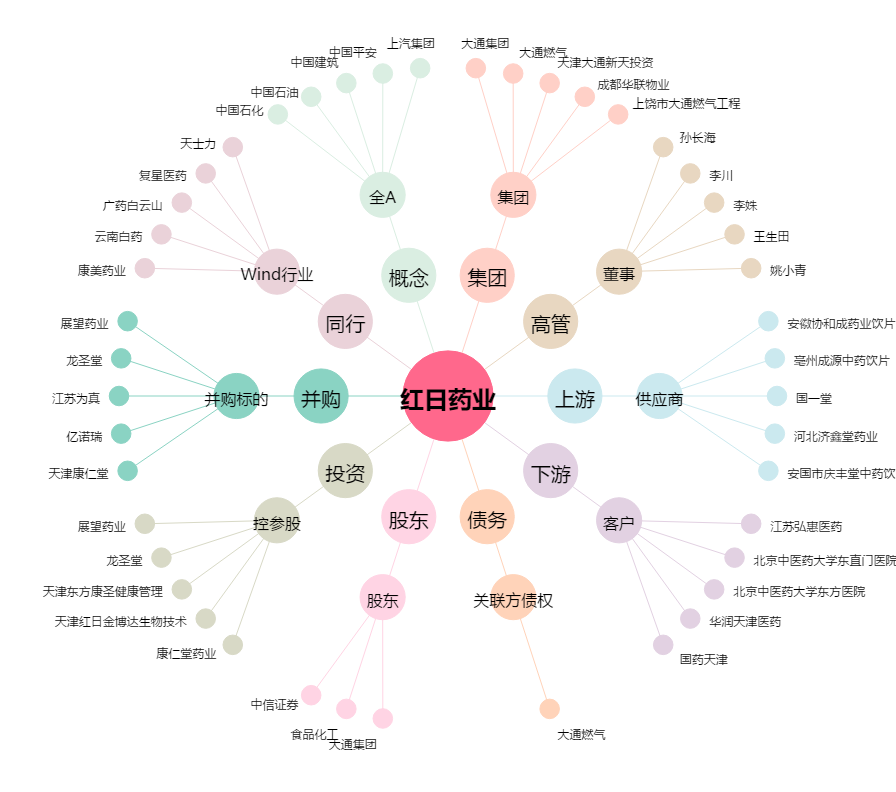 大通集团
上汽集团
大通燃气
中国平安
天津大通新天投资
中国建筑
成都华联物业
中国石油
上饶市大通燃气工程
中国石化
孙长海
天士力
李川
复星医药
全A
集团
李姝
广药白云山
王生田
云南白药
姚小青
康美药业
Wind行业
概念
集团
董事
同行
高管
展望药业
安徽协和成药业饮片
龙圣堂
亳州成源中药饮片
江苏为真
并购标的
并购
红日药业
上游
供应商
国一堂
亿诺瑞
河北济鑫堂药业
天津康仁堂
安国市庆丰堂中药饮
投资
下游
展望药业
控参股
股东
债务
客户
江苏弘惠医药
龙圣堂
北京中医药大学东直门医院
天津东方康圣健康管理
北京中医药大学东方医院
股东
关联方债权
天津红日金博达生物技术
华润天津医药
康仁堂药业
国药天津
中信证券
食品化工
大通集团
大通燃气